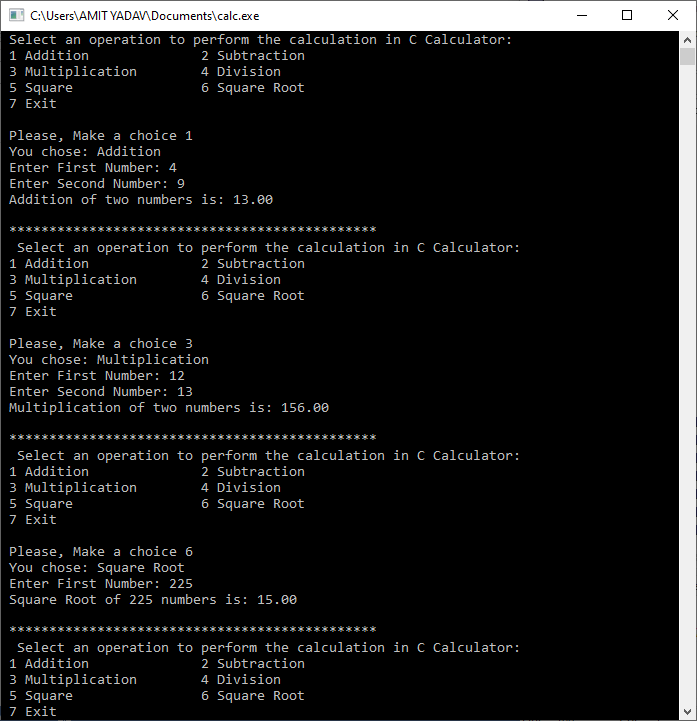 C:\Users\AMIT YADAV\Documents\calc.exe
Select an operation to perform the calculation in C Calculator:
1 Addition              2 Subtraction
3 Multiplication        4 Division
5 Square                6 Square Root
7 Exit
Please, Make a choice 1
You chose: Addition
Enter First Number: 4
Enter Second Number: 9
Addition of two numbers is: 13.00
**********************************************
 Select an operation to perform the calculation in C Calculator:
1 Addition              2 Subtraction
3 Multiplication        4 Division
5 Square                6 Square Root
7 Exit
Please, Make a choice 3
You chose: Multiplication
Enter First Number: 12
Enter Second Number: 13
Multiplication of two numbers is: 156.00
**********************************************
 Select an operation to perform the calculation in C Calculator:
1 Addition              2 Subtraction
3 Multiplication        4 Division
5 Square                6 Square Root
7 Exit
Please, Make a choice 6
You chose: Square Root
Enter First Number: 225
Square Root of 225 numbers is: 15.00
**********************************************
 Select an operation to perform the calculation in C Calculator:
1 Addition              2 Subtraction
3 Multiplication        4 Division
5 Square                6 Square Root
7 Exit